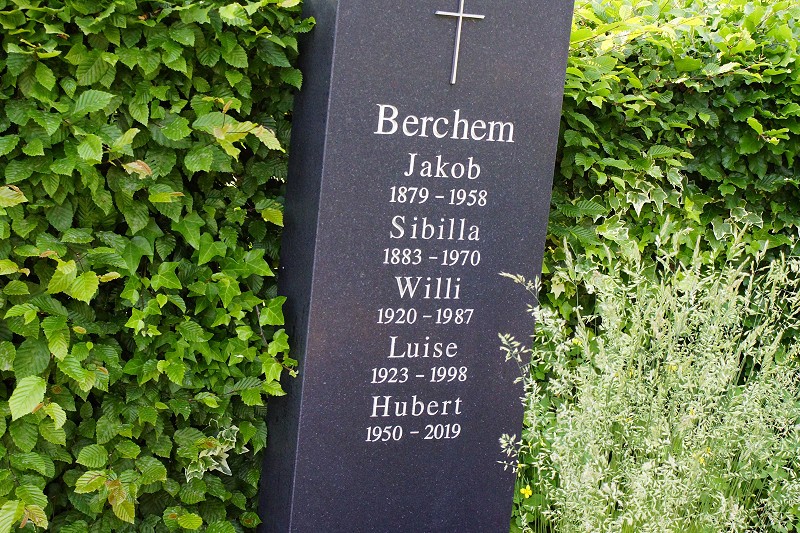 Berchem
Jakob
1879 – 1958
Sibilla
1883 – 1970
Willi
1920 – 1987
Luise
1923 – 1998
Hubert
1950 – 2019